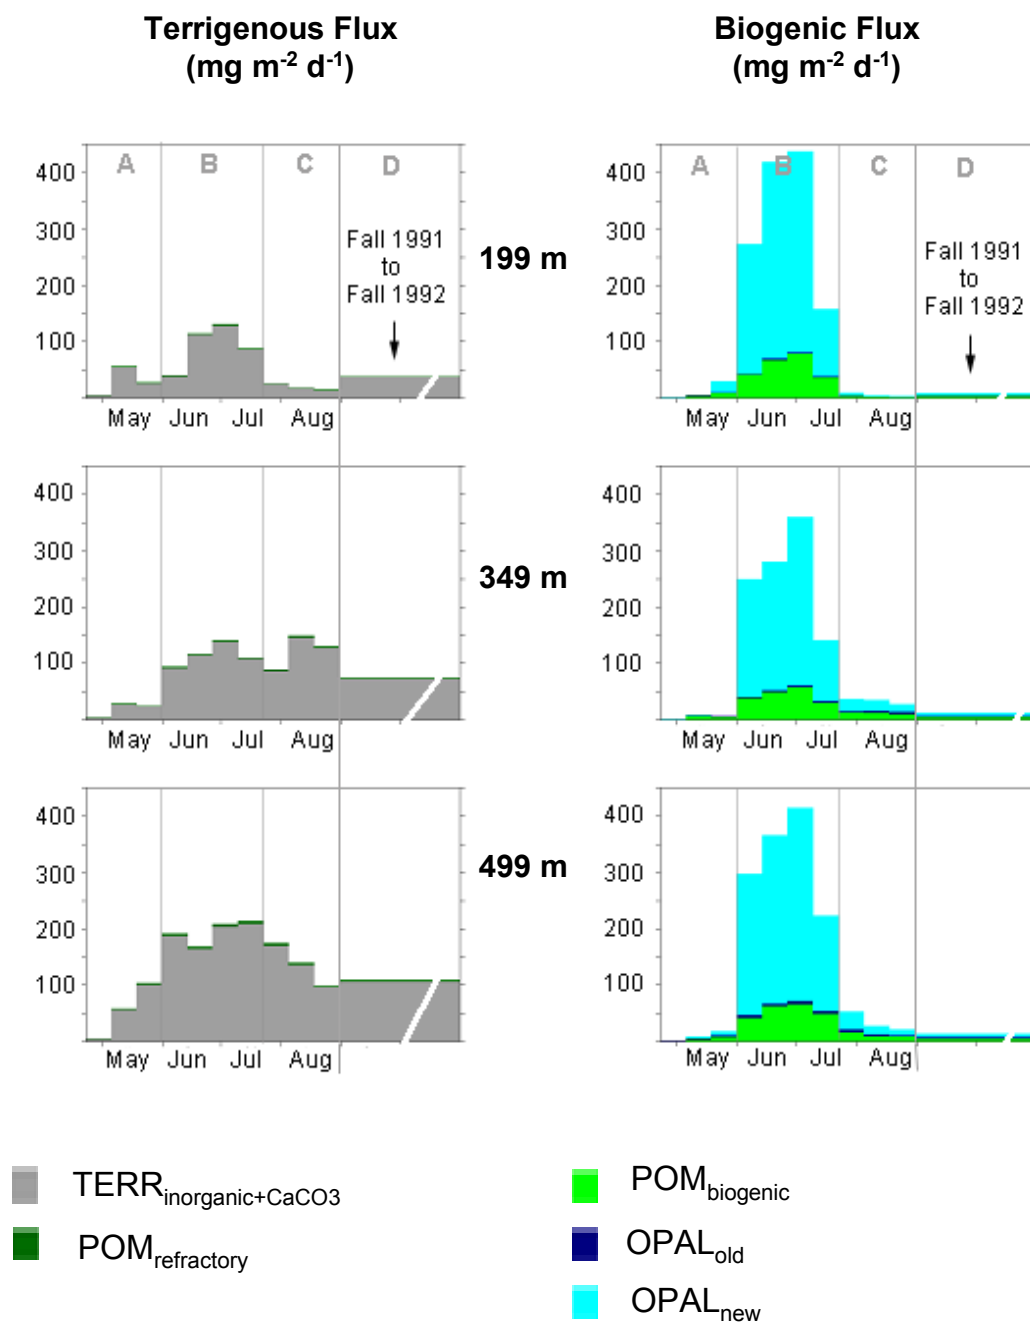 Terrigenous Flux
(mg m-2 d-1)
Biogenic Flux
(mg m-2 d-1)
A B C D
400
300
200
100
Fall 1991
to
Fall 1992
May Jun Jul Aug
199 m
A B C D
400
300
200
100
Fall 1991
to
Fall 1992
May Jun Jul Aug
400
300
200
100
May Jun Jul Aug
349 m
400
300
200
100
May Jun Jul Aug
400
300
200
100
May Jun Jul Aug
499 m
400
300
200
100
May Jun Jul Aug
TERRinorganic+CaCO3
POMrefractory
POMbiogenic
OPALold
OPALnew